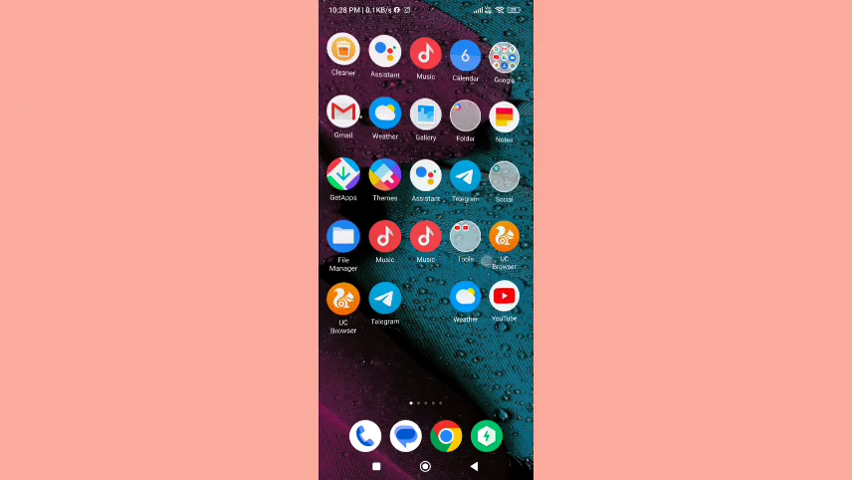 10:28 PM | 0.1KB/s
Cleaner Assistant Music Calendar Google
6
Gmail Weather Gallery Folder Notes
GetApps Themes Assistant Telegram Social
File Manager Music Music Tools UC Browser
UC Browser Telegram Weather YouTube